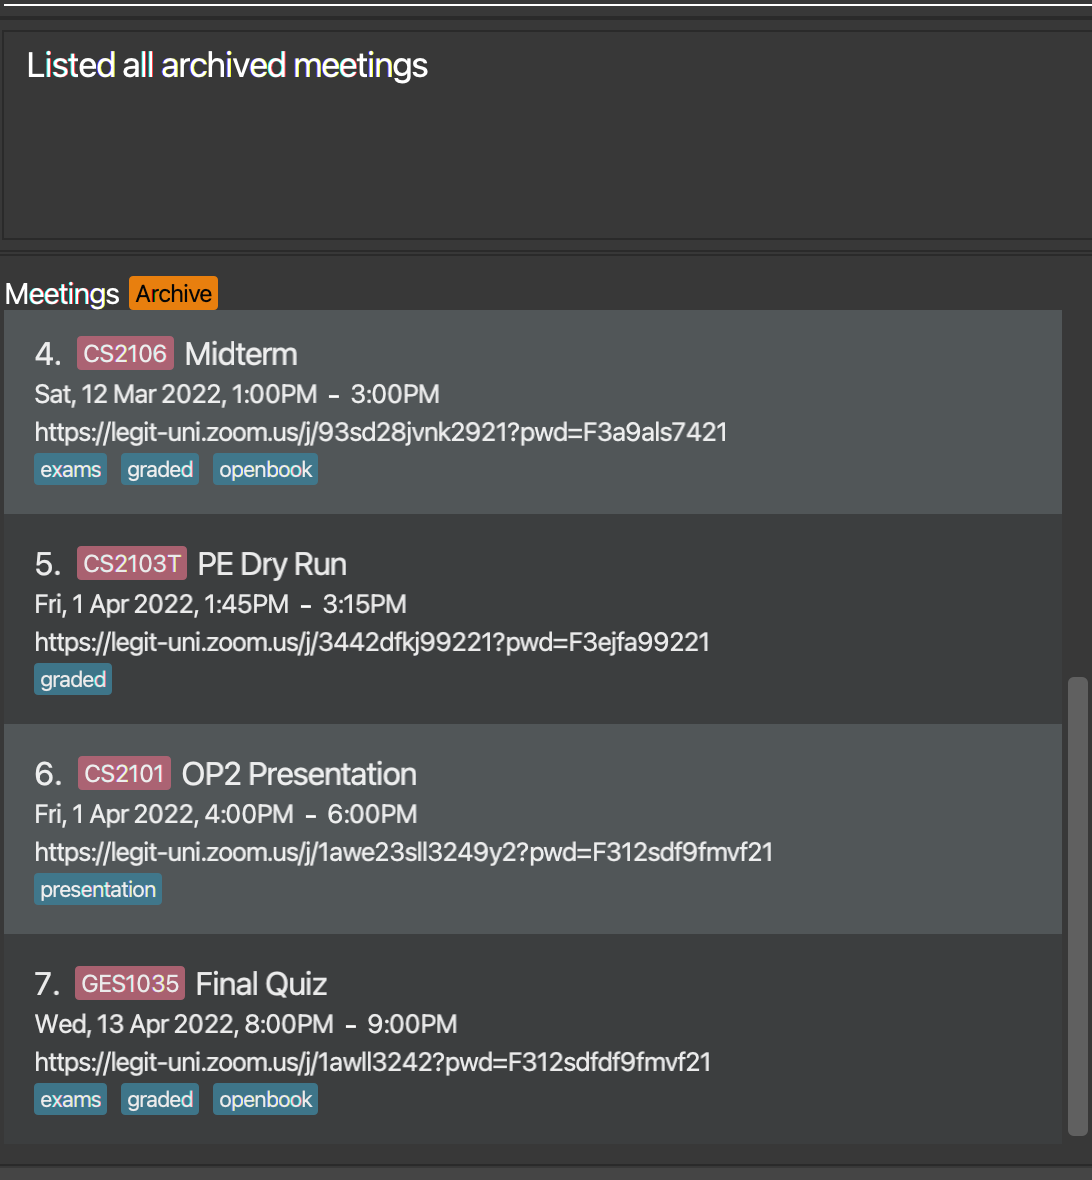 Listed all archived meetings
Meetings Archive
4. CS2106 Midterm
Sat, 12 Mar 2022, 1:00PM - 3:00PM
https://legit-uni.zoom.us/j/93sd28jvnk2921?pwd=F3a9als7421
exams graded openbook
5. CS2103T PE Dry Run
Fri, 1 Apr 2022, 1:45PM - 3:15PM
https://legit-uni.zoom.us/j/3442dfkj99221?pwd=F3ejfa99221
graded
6. CS2101 OP2 Presentation
Fri, 1 Apr 2022, 4:00PM - 6:00PM
https://legit-uni.zoom.us/j/1awe23sll3249y2?pwd=F312sdf9fmvf21
presentation
7. GES1035 Final Quiz
Wed, 13 Apr 2022, 8:00PM - 9:00PM
https://legit-uni.zoom.us/j/1awll3242?pwd=F312sdfdf9fmvf21
exams graded openbook